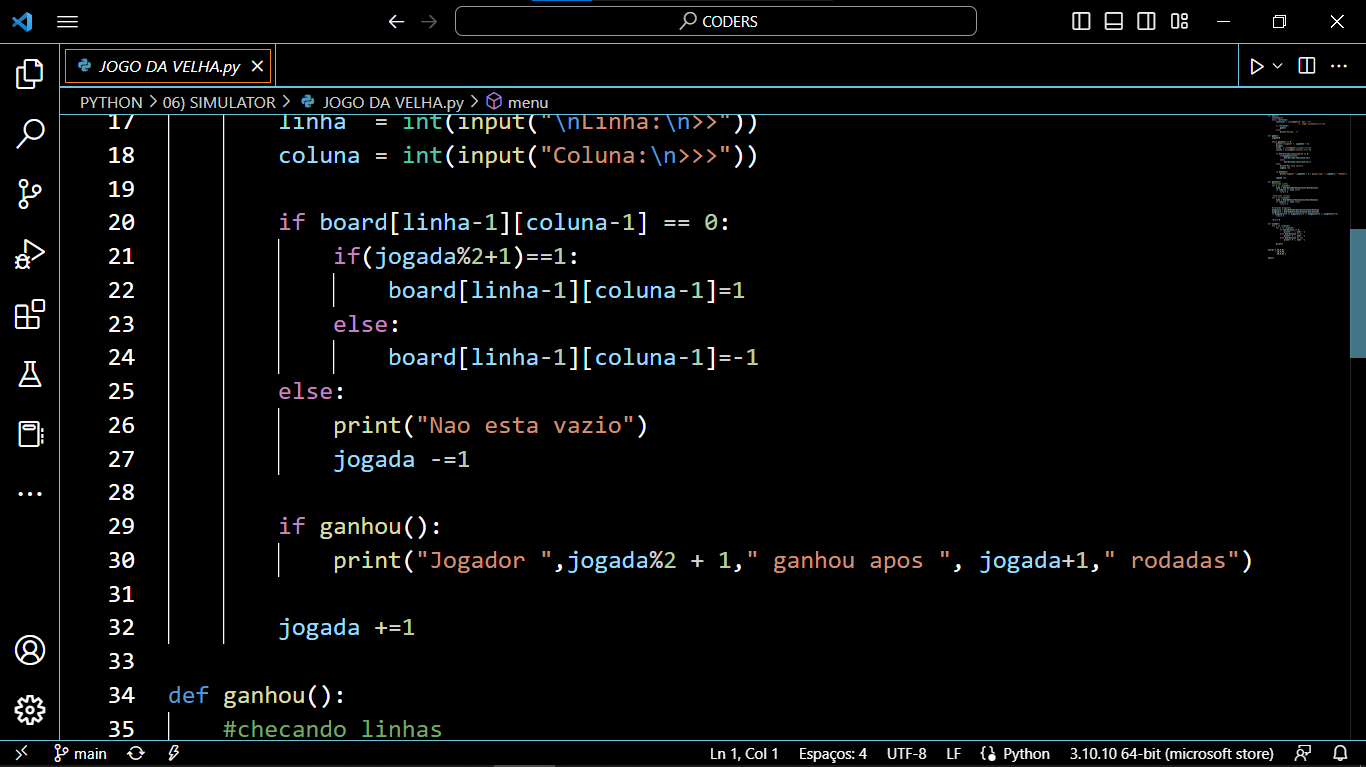 CODERS
JOGO DA VELHA.py
PYTHON > 06) SIMULATOR > JOGO DA VELHA.py > menu
17 linha  = int(input("\nLinha:\n>>"))
18 coluna = int(input("Coluna:\n>>>"))
19
20 if board[linha-1][coluna-1] == 0:
21 if(jogada%2+1)==1:
22 board[linha-1][coluna-1]=1
23 else:
24 board[linha-1][coluna-1]=-1
25 else:
26 print("Nao esta vazio")
27 jogada -=1
28
29 if ganhou():
30 print("Jogador ",jogada%2 + 1," ganhou apos ", jogada+1," rodadas")
31
32 jogada +=1
33
34 def ganhou():
35 #checando linhas
main Ln 1, Col 1 Espaços: 4 UTF-8 LF Python 3.10.10 64-bit (microsoft store)